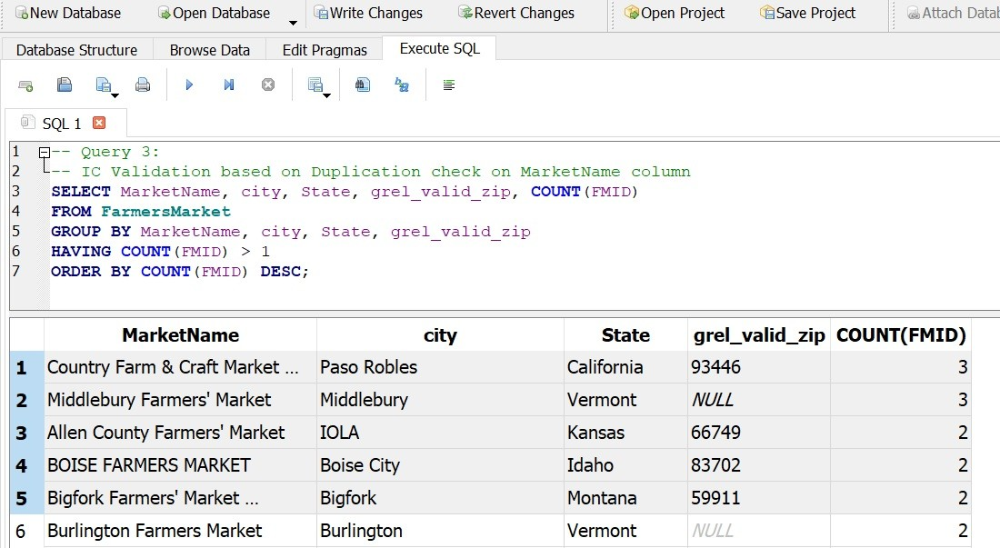 New Database Open Database Write Changes Revert Changes Open Project Save Project Attach Datab
Database Structure Browse Data Edit Pragmas Execute SQL
SQL 1
1 -- Query 3:
2 -- IC Validation based on Duplication check on MarketName column
3 SELECT MarketName, city, State, grel_valid_zip, COUNT(FMID)
4 FROM FarmersMarket
5 GROUP BY MarketName, city, State, grel_valid_zip
6 HAVING COUNT(FMID) > 1
7 ORDER BY COUNT(FMID) DESC;
MarketName city State grel_valid_zip COUNT(FMID)
1 Country Farm & Craft Market ... Paso Robles California 93446 3
2 Middlebury Farmers' Market Middlebury Vermont NULL 3
3 Allen County Farmers' Market IOLA Kansas 66749 2
4 BOISE FARMERS MARKET Boise City Idaho 83702 2
5 Bigfork Farmers' Market ... Bigfork Montana 59911 2
6 Burlington Farmers Market Burlington Vermont NULL 2